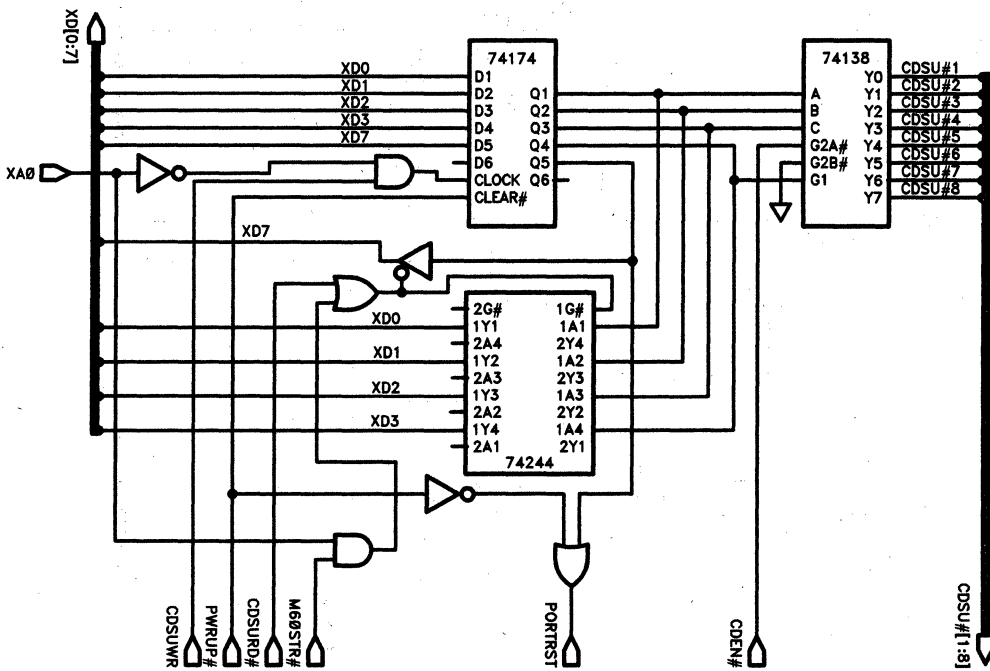 XD[0:7]
74174
74138
XD0
XD1
XD2
XD3
XD7
D1
D2
D3
D4
D5
D6
CLOCK
CLEAR#
Q1
Q2
Q3
Q4
Q5
Q6
A
B
C
G2A#
G2B#
G1
Y0
Y1
Y2
Y3
Y4
Y5
Y6
Y7
CDSU#1
CDSU#2
CDSU#3
CDSU#4
CDSU#5
CDSU#6
CDSU#7
CDSU#8
XA0
XD7
XD0
XD1
XD2
XD3
2G#
1Y1
2A4
1Y2
2A3
1Y3
2A2
1Y4
2A1
1G#
1A1
2Y4
1A2
2Y3
1A3
2Y2
1A4
2Y1
74244
CDSUWR
PWRUP#
CDSURD#
M60STR#
PORTRST
CDEN#
CDSU#[1:8]